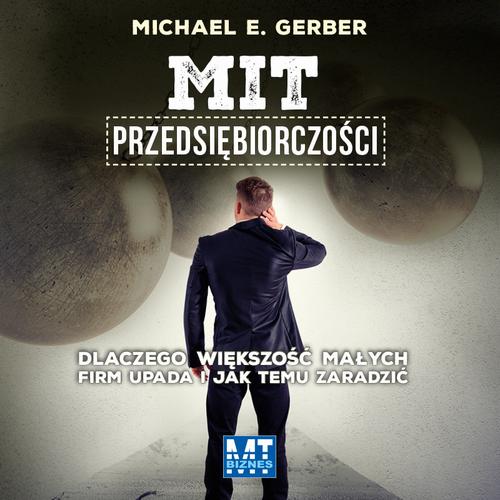 MICHAEL E. GERBER
MIT
PRZEDSIĘBIORCZOŚCI
DLACZEGO WIĘKSZOŚĆ MAŁYCH
FIRM UPADA I JAK TEMU ZARADZIĆ
MT
BIZNES